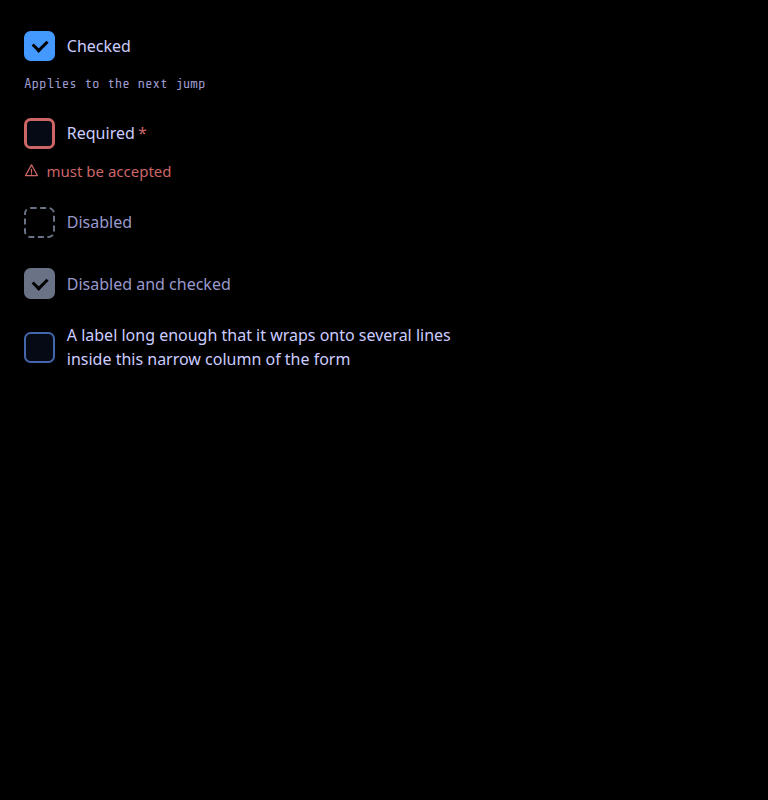 Checked
Applies to the next jump
Required *
must be accepted
Disabled
Disabled and checked
A label long enough that it wraps onto several lines
inside this narrow column of the form